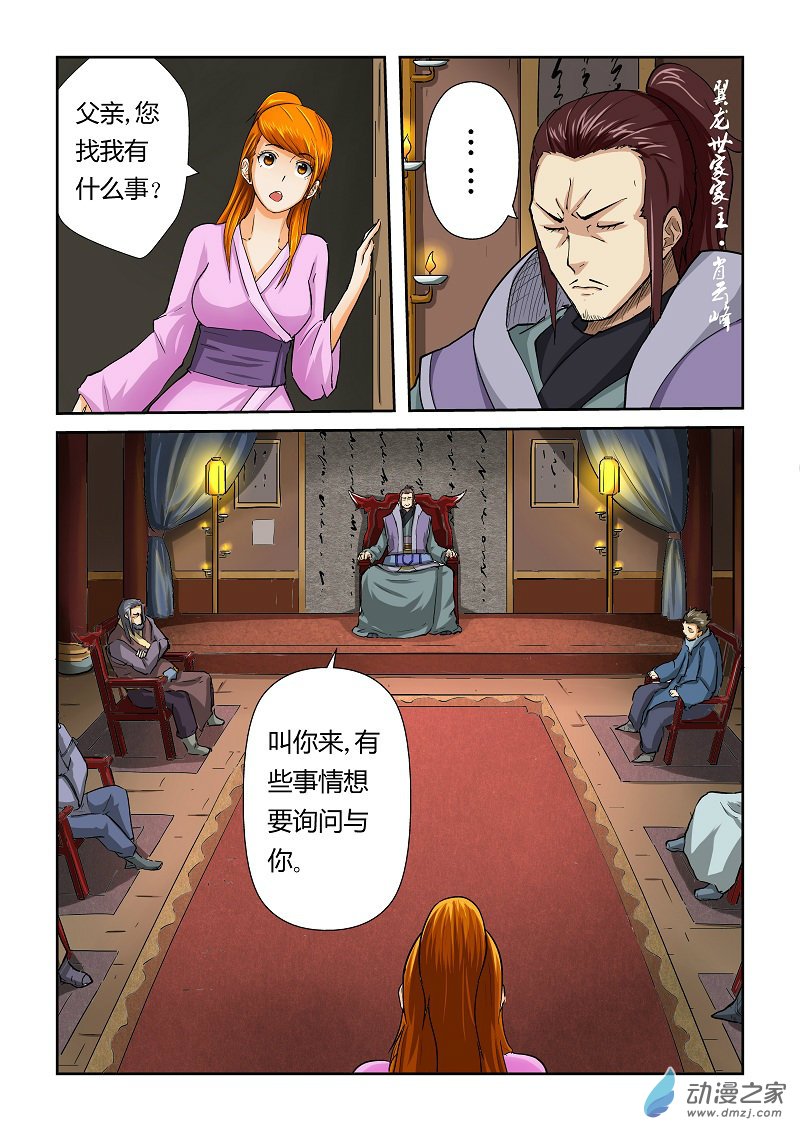 父亲,您
找我有
什么事?
……
翼龙世家家主·肖云峰
叫你来,有
些事情想
要询问与
你。
动漫之家
www.dmzj.com